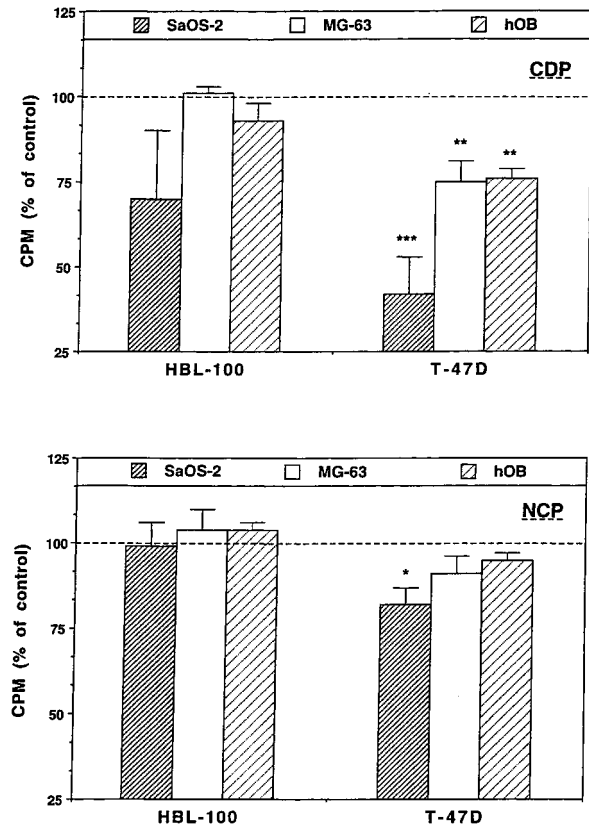 125
SaOS-2 MG-63 hOB
CDP
100
**
**
75
***
50
25
CPM (% of control)
HBL-100 T-47D
125
SaOS-2 MG-63 hOB
NCP
100
*
75
50
25
CPM (% of control)
HBL-100 T-47D